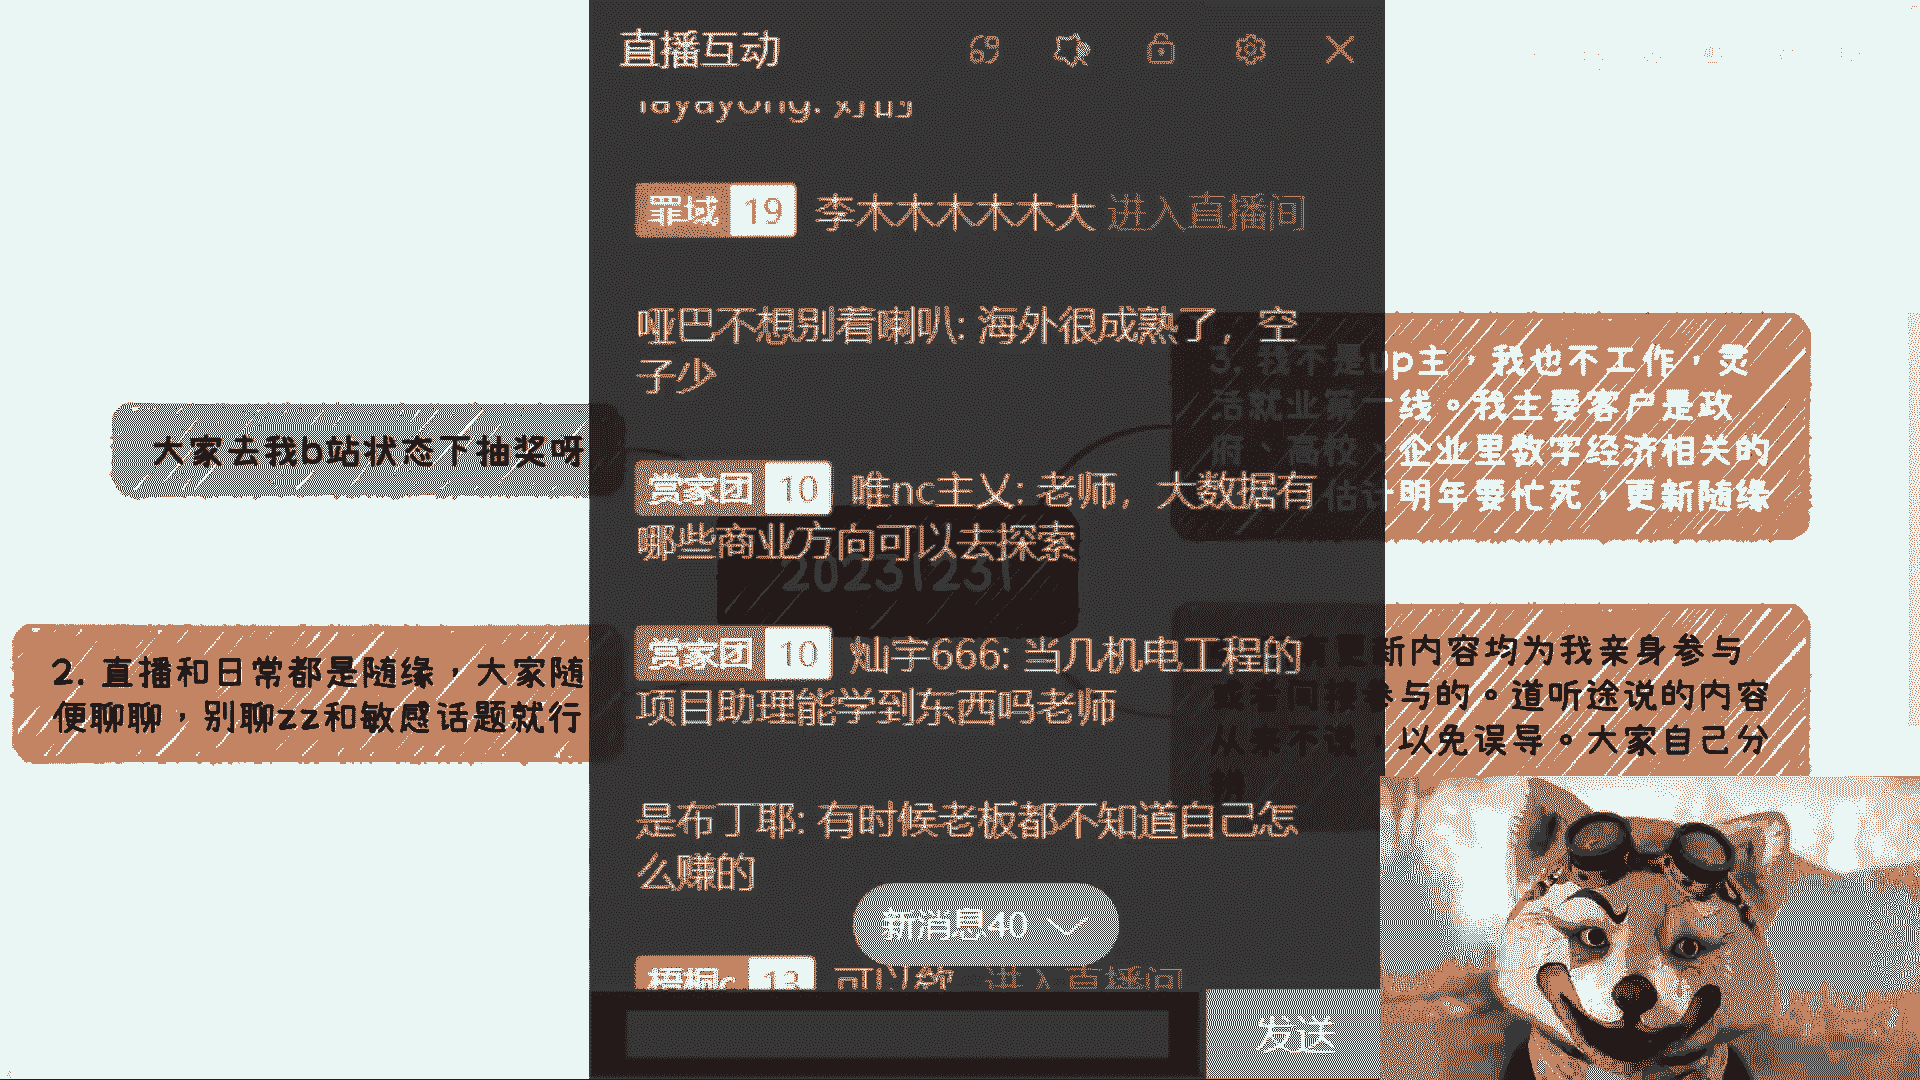 直播互动
69
罪域 19 李木木木木木大 进入直播间
哑巴不想别着喇叭: 海外很成熟了，空
子少
赏家团 10 唯nc主义: 老师，大数据有
哪些商业方向可以去探索
赏家团 10 灿宇666: 当几机电工程的
项目助理能学到东西吗老师
是布丁耶: 有时候老板都不知道自己怎
么赚的
新消息40
梧桐c 13 可以欸 进入直播间
发送
大家去我b站状态下抽奖呀
2. 直播和日常都是随缘，大家随
便聊聊，别聊zz和敏感话题就行
20231231
3. 我不是up主，我也不工作，灵
活就业第一线。我主要客户是政
府、高校、企业里数字经济相关的
估计明年要忙死，更新随缘
新内容均为我亲身参与
参与的。道听途说的内容
从来不说，以免误导。大家自己分
辨